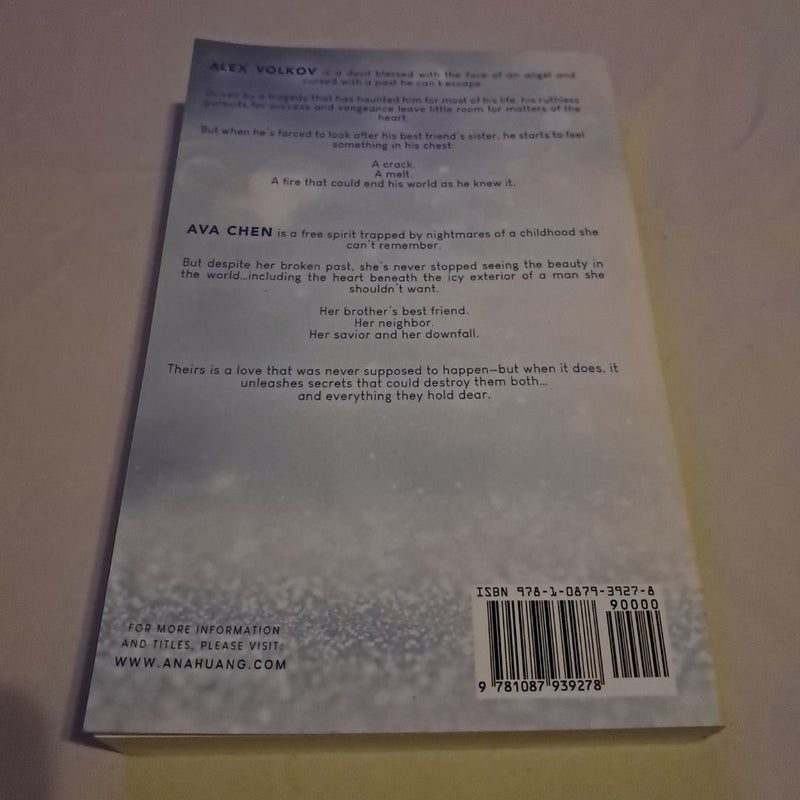 ALEX VOLKOV is a devil blessed with the face of an angel and
cursed with a past he can't escape.
Driven by a tragedy that has haunted him for most of his life, his ruthless
pursuits for success and vengeance leave little room for matters of the
heart.
But when he's forced to look after his best friend's sister, he starts to feel
something in his chest:
A crack.
A melt.
A fire that could end his world as he knew it.
AVA CHEN is a free spirit trapped by nightmares of a childhood she
can't remember.
But despite her broken past, she's never stopped seeing the beauty in
the world...including the heart beneath the icy exterior of a man she
shouldn't want.
Her brother's best friend.
Her neighbor.
Her savior and her downfall.
Theirs is a love that was never supposed to happen—but when it does, it
unleashes secrets that could destroy them both...
and everything they hold dear.
FOR MORE INFORMATION
AND TITLES, PLEASE VISIT:
WWW.ANAHUANG.COM
ISBN 978-1-0879-3927-8
90000
9 781087 939278